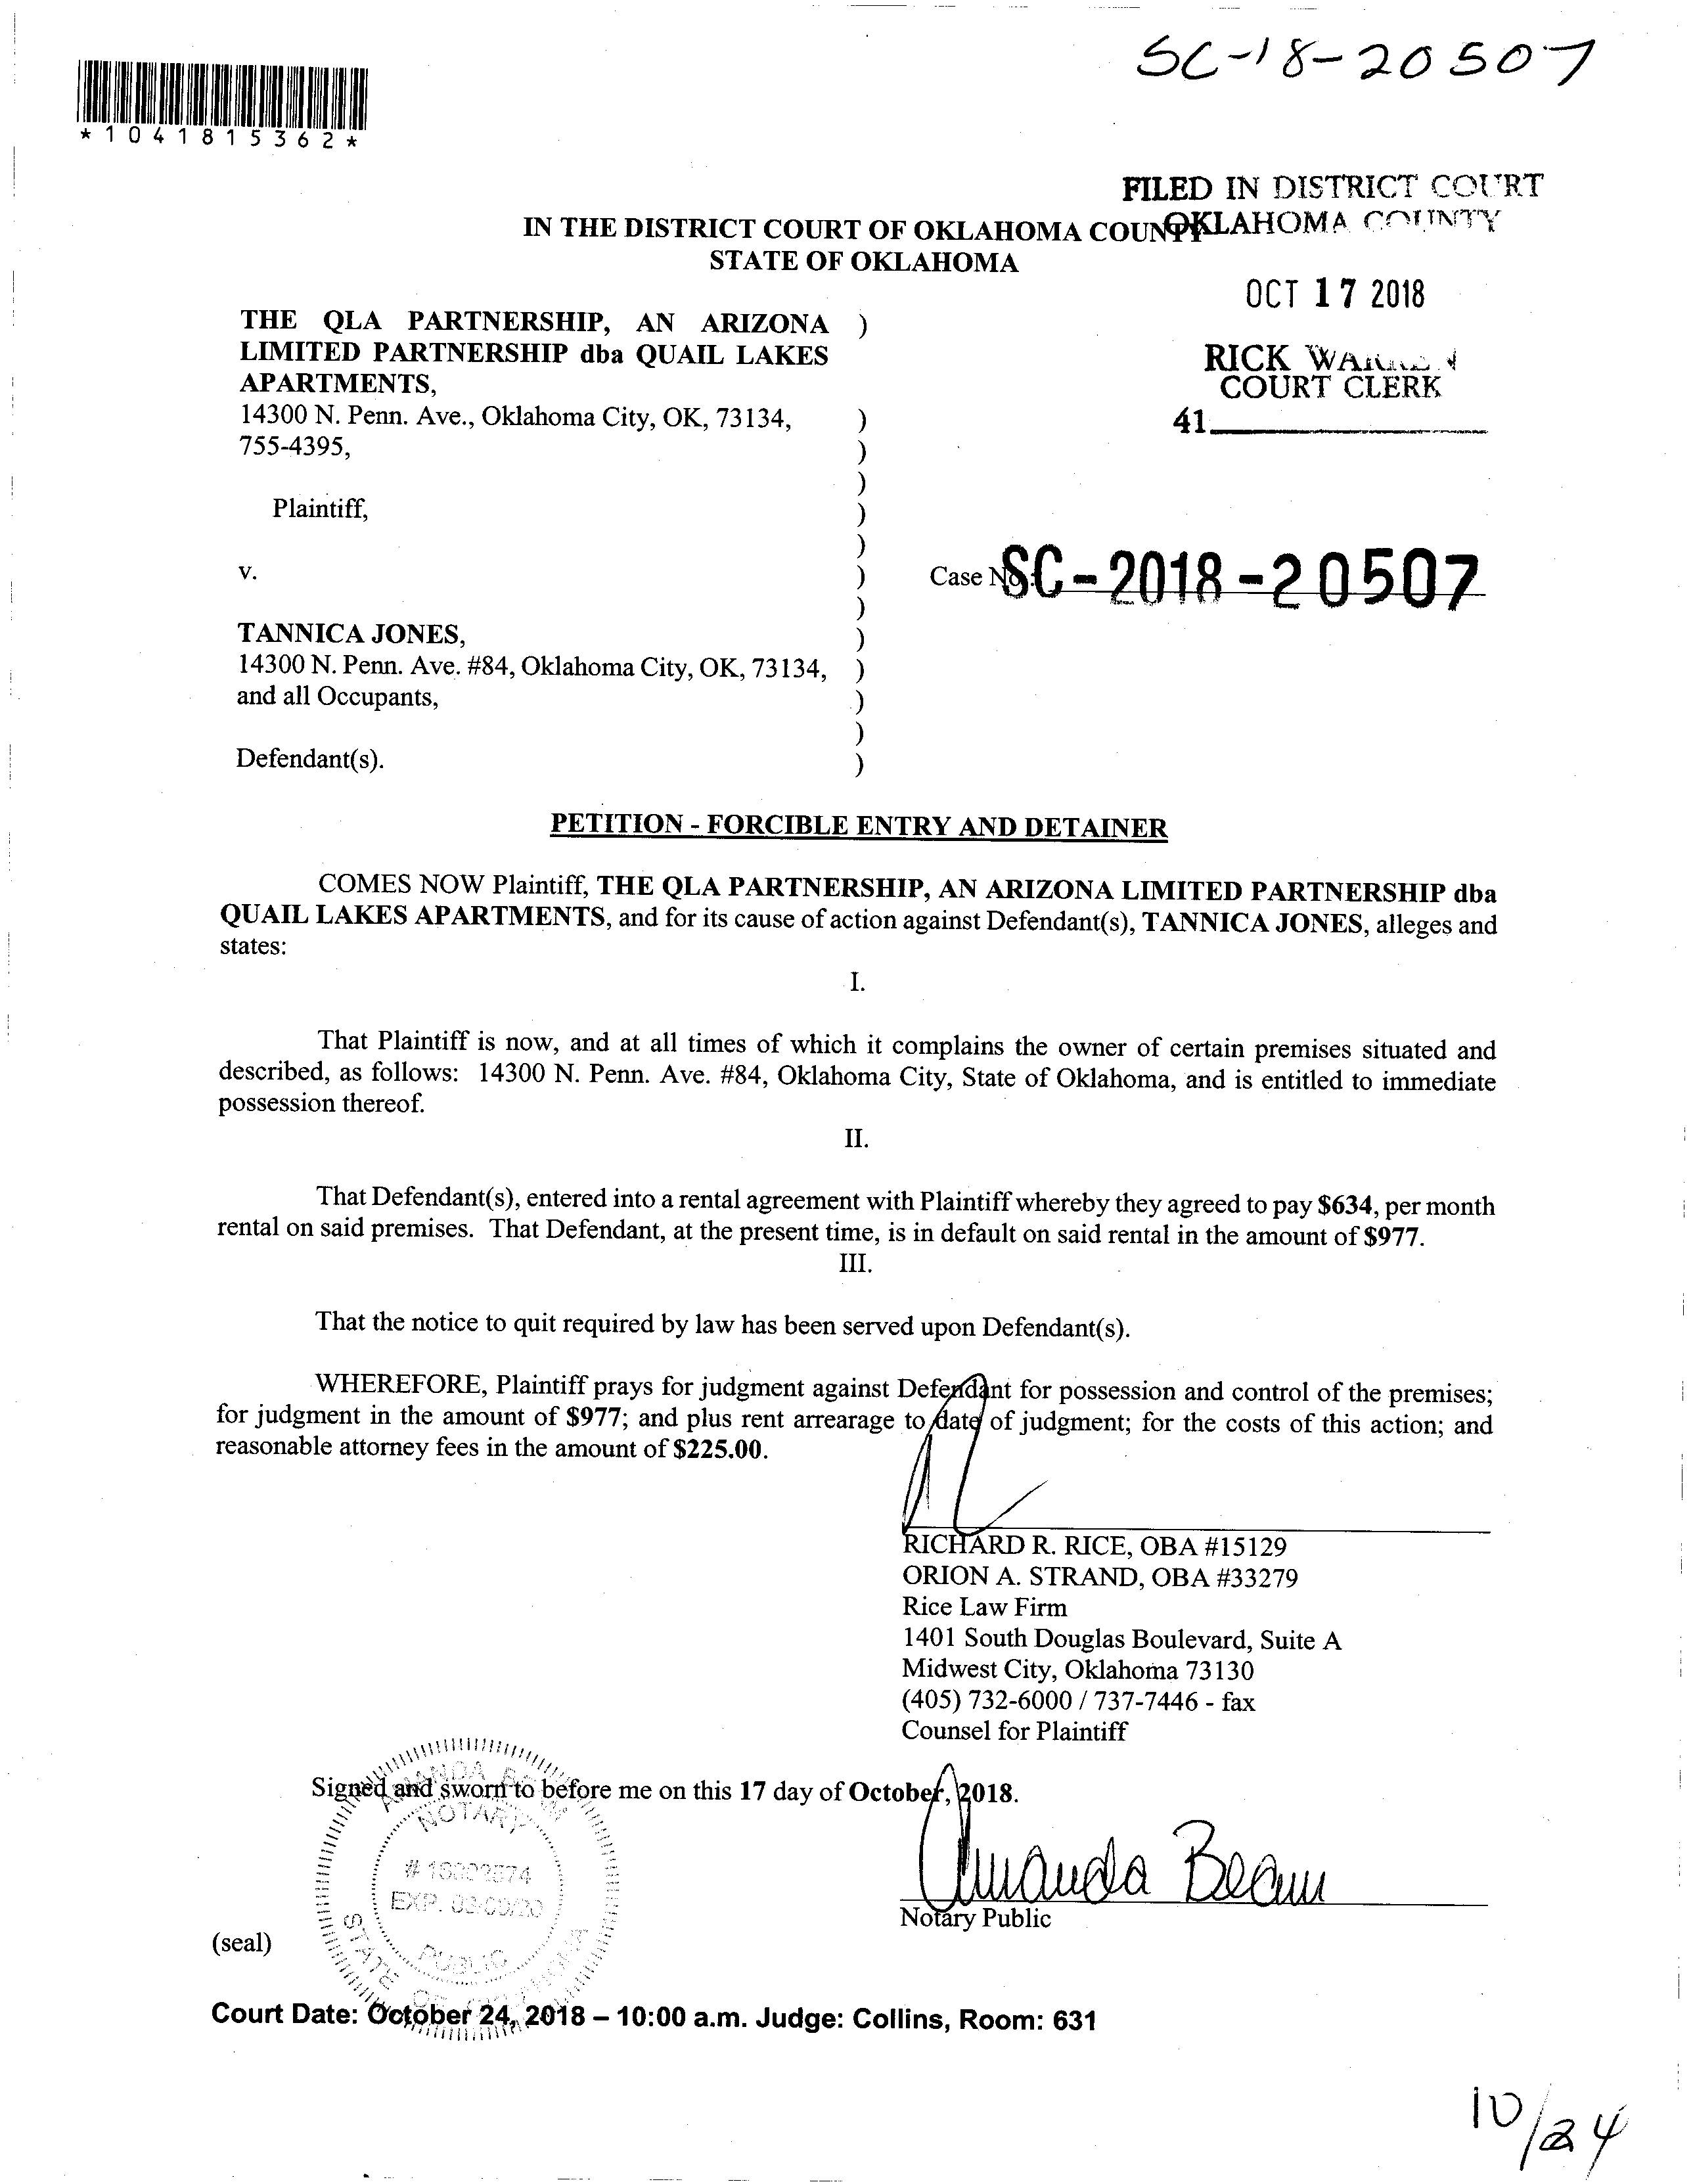 SC-18-20507
*1041815362*
FILED IN DISTRICT COURT
OKLAHOMA COUNTY
IN THE DISTRICT COURT OF OKLAHOMA COUNTY
STATE OF OKLAHOMA
OCT 17 2018
RICK WARREN
COURT CLERK
41
THE QLA PARTNERSHIP, AN ARIZONA )
LIMITED PARTNERSHIP dba QUAIL LAKES
APARTMENTS,
14300 N. Penn. Ave., Oklahoma City, OK, 73134, )
755-4395, )
)
Plaintiff, )
)
v. )
Case No.: SC-2018-20507
)
TANNICA JONES, )
14300 N. Penn. Ave. #84, Oklahoma City, OK, 73134, )
and all Occupants, )
)
Defendant(s). )
PETITION - FORCIBLE ENTRY AND DETAINER
COMES NOW Plaintiff, THE QLA PARTNERSHIP, AN ARIZONA LIMITED PARTNERSHIP dba
QUAIL LAKES APARTMENTS, and for its cause of action against Defendant(s), TANNICA JONES, alleges and
states:
I.
That Plaintiff is now, and at all times of which it complains the owner of certain premises situated and
described, as follows: 14300 N. Penn. Ave. #84, Oklahoma City, State of Oklahoma, and is entitled to immediate
possession thereof.
II.
That Defendant(s), entered into a rental agreement with Plaintiff whereby they agreed to pay $634, per month
rental on said premises. That Defendant, at the present time, is in default on said rental in the amount of $977.
III.
That the notice to quit required by law has been served upon Defendant(s).
WHEREFORE, Plaintiff prays for judgment against Defendant for possession and control of the premises;
for judgment in the amount of $977; and plus rent arrearage to date of judgment; for the costs of this action; and
reasonable attorney fees in the amount of $225.00.
RICHARD R. RICE, OBA #15129
ORION A. STRAND, OBA #33279
Rice Law Firm
1401 South Douglas Boulevard, Suite A
Midwest City, Oklahoma 73130
(405) 732-6000 / 737-7446 - fax
Counsel for Plaintiff
Signed and sworn to before me on this 17 day of October, 2018.
AMANDA
NOTARY
EXP.
PUBLIC
STATE OF
Amanda Beam
Notary Public
(seal)
Court Date: October 24, 2018 – 10:00 a.m. Judge: Collins, Room: 631
10/24